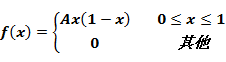 f(x) = { Ax(1 − x)  0 ≤ x ≤ 1
0  其他